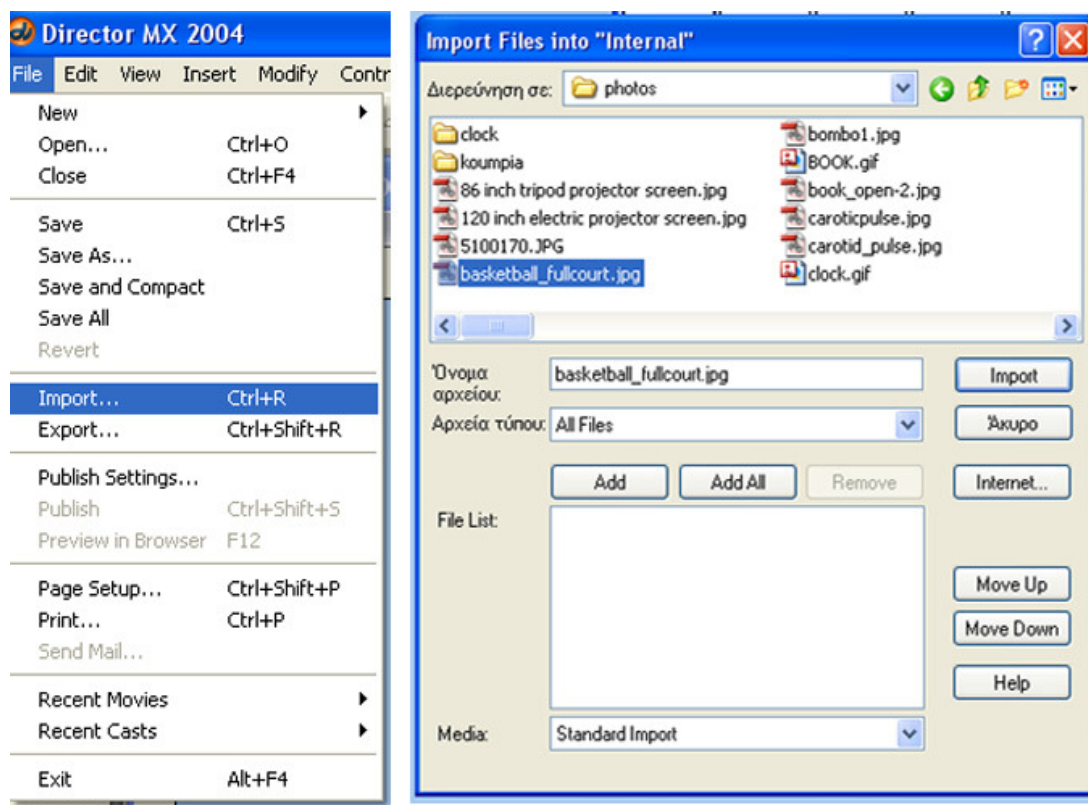 Director MX 2004
File Edit View Insert Modify Contr
New
Open... Ctrl+O
Close Ctrl+F4
Save Ctrl+S
Save As...
Save and Compact
Save All
Revert
Import... Ctrl+R
Export... Ctrl+Shift+R
Publish Settings...
Publish Ctrl+Shift+S
Preview in Browser F12
Page Setup... Ctrl+Shift+P
Print... Ctrl+P
Send Mail...
Recent Movies
Recent Casts
Exit Alt+F4
Import Files into "Internal"
Διερεύνηση σε: photos
clock
koumpia
86 inch tripod projector screen.jpg
120 inch electric projector screen.jpg
5100170.JPG
basketball_fullcourt.jpg
bombo1.jpg
BOOK.gif
book_open-2.jpg
caroticpulse.jpg
carotid_pulse.jpg
clock.gif
Όνομα αρχείου: basketball_fullcourt.jpg Import
Αρχεία τύπου: All Files Άκυρο
Add Add All Remove Internet...
File List:
Move Up
Move Down
Help
Media: Standard Import